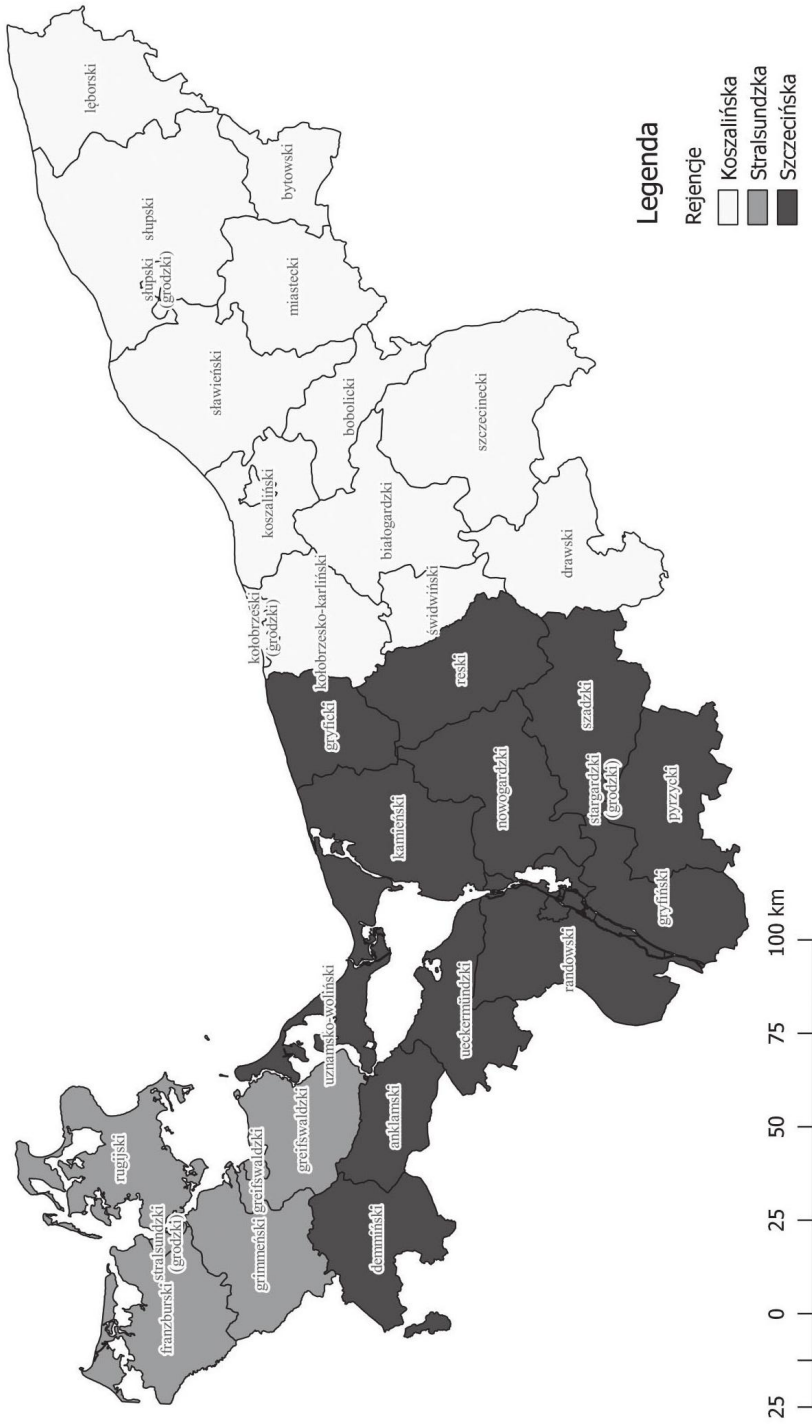 lęborski
słupski
słupski
(grodzki)
bytowski
miastecki
sławieński
bobolicki
koszaliński
szczecinecki
białogardzki
kołobrzeski
(grodzki)
kołobrzesko-karliński
świdwiński
drawski
gryficki
reski
kamieński
nowogardzki
szadzki
stargardzki
(grodzki)
pyrzycki
gryfiński
randowski
uznamsko-woliński
ueckermündzki
anklamski
demmiński
rugijski
stralsundzki
(grodzki)
franzburski
grimmeński
greifswaldzki
greifswaldzki
Legenda
Rejencje
Koszalińska
Stralsundzka
Szczecińska
25 0 25 50 75 100 km